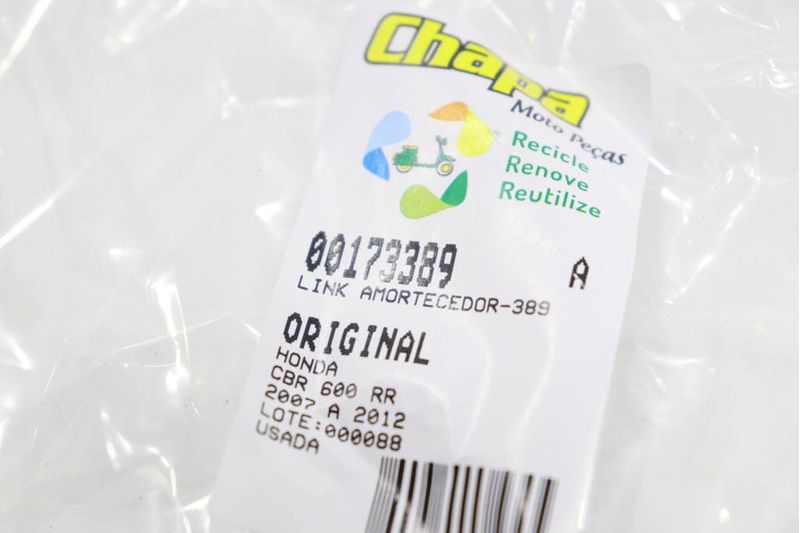 Chapa
Moto Peças
Recicle
Renove
Reutilize
00173389 A
LINK AMORTECEDOR-389
ORIGINAL
HONDA
CBR 600 RR
2007 A 2012
LOTE:000088
USADA